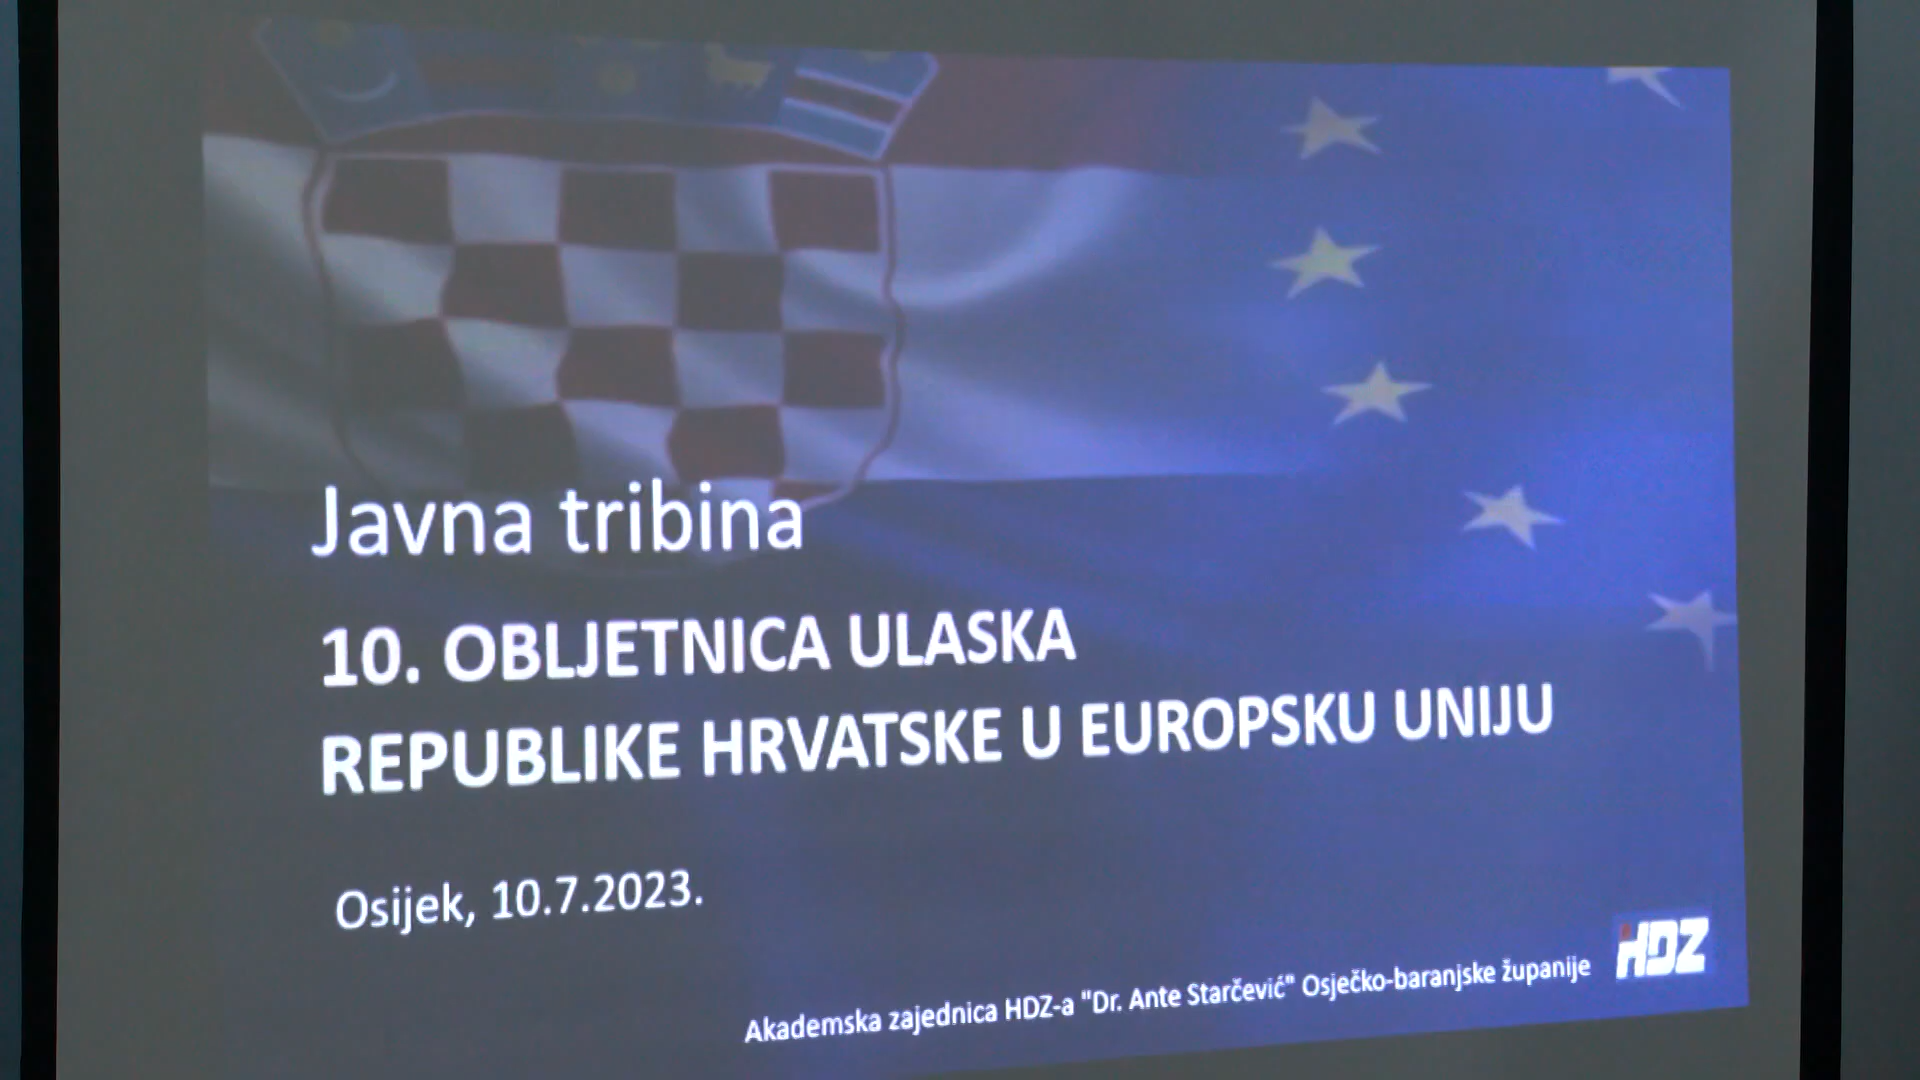 Javna tribina
10. OBLJETNICA ULASKA
REPUBLIKE HRVATSKE U EUROPSKU UNIJU
Osijek, 10.7.2023.
HDZ
Akademska zajednica HDZ-a "Dr. Ante Starčević" Osječko-baranjske županije